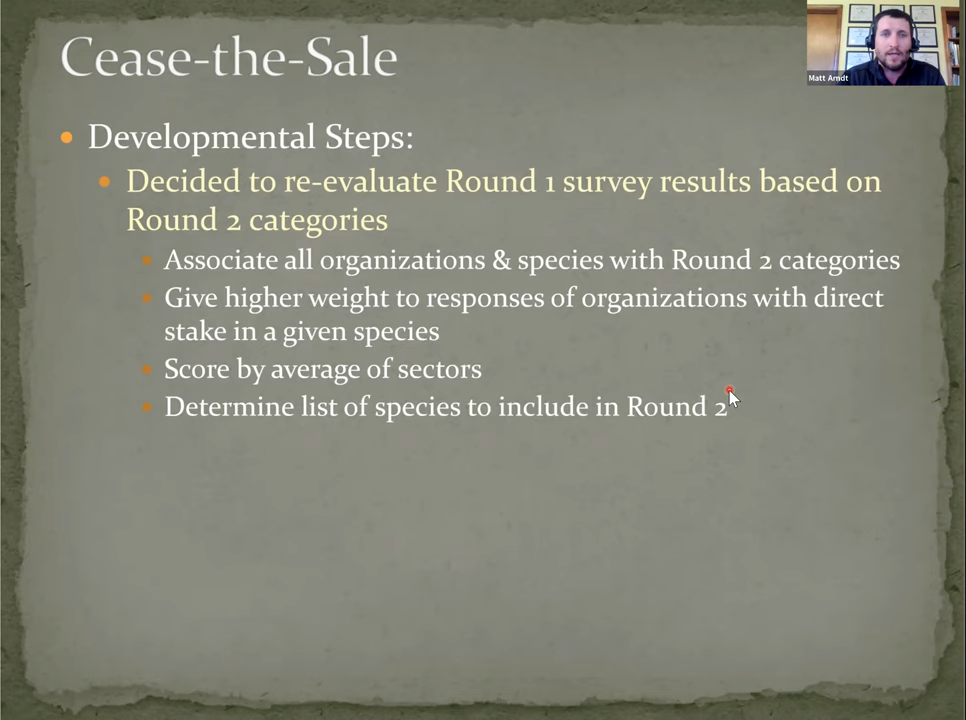 Cease-the-Sale
Matt Arndt
Developmental Steps:
Decided to re-evaluate Round 1 survey results based on
Round 2 categories
Associate all organizations & species with Round 2 categories
Give higher weight to responses of organizations with direct
stake in a given species
Score by average of sectors
Determine list of species to include in Round 2